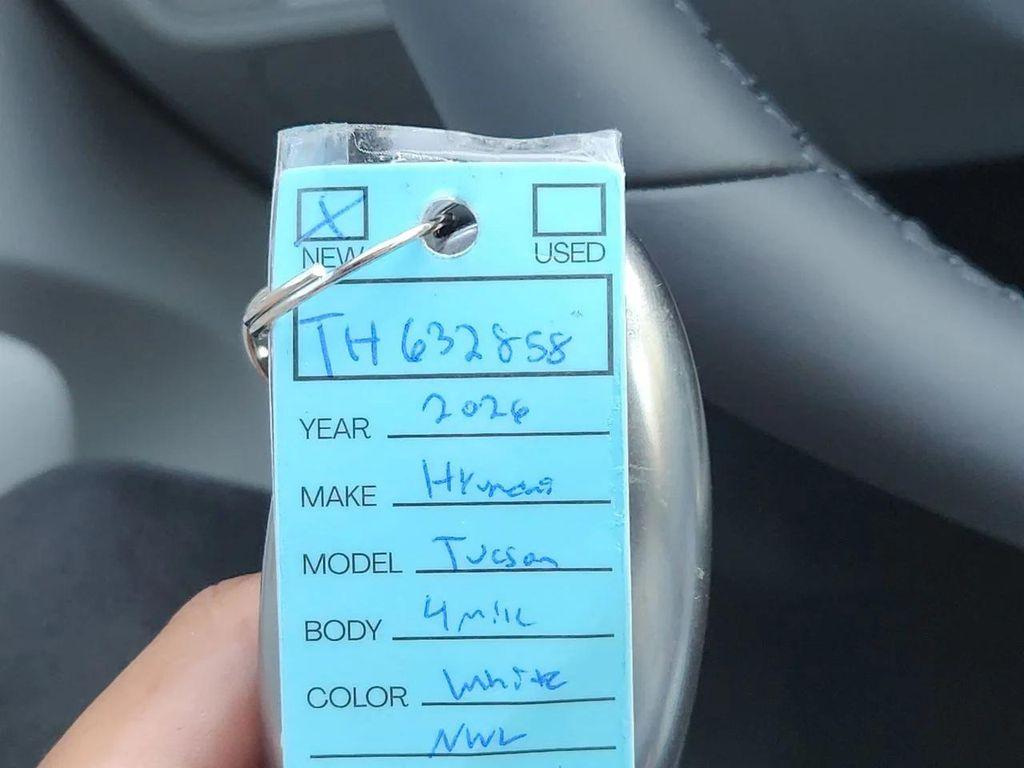 X
NEW USED
TH632858
YEAR 2026
MAKE Hyundai
MODEL Tucson
BODY 4 mile
COLOR White
NWL